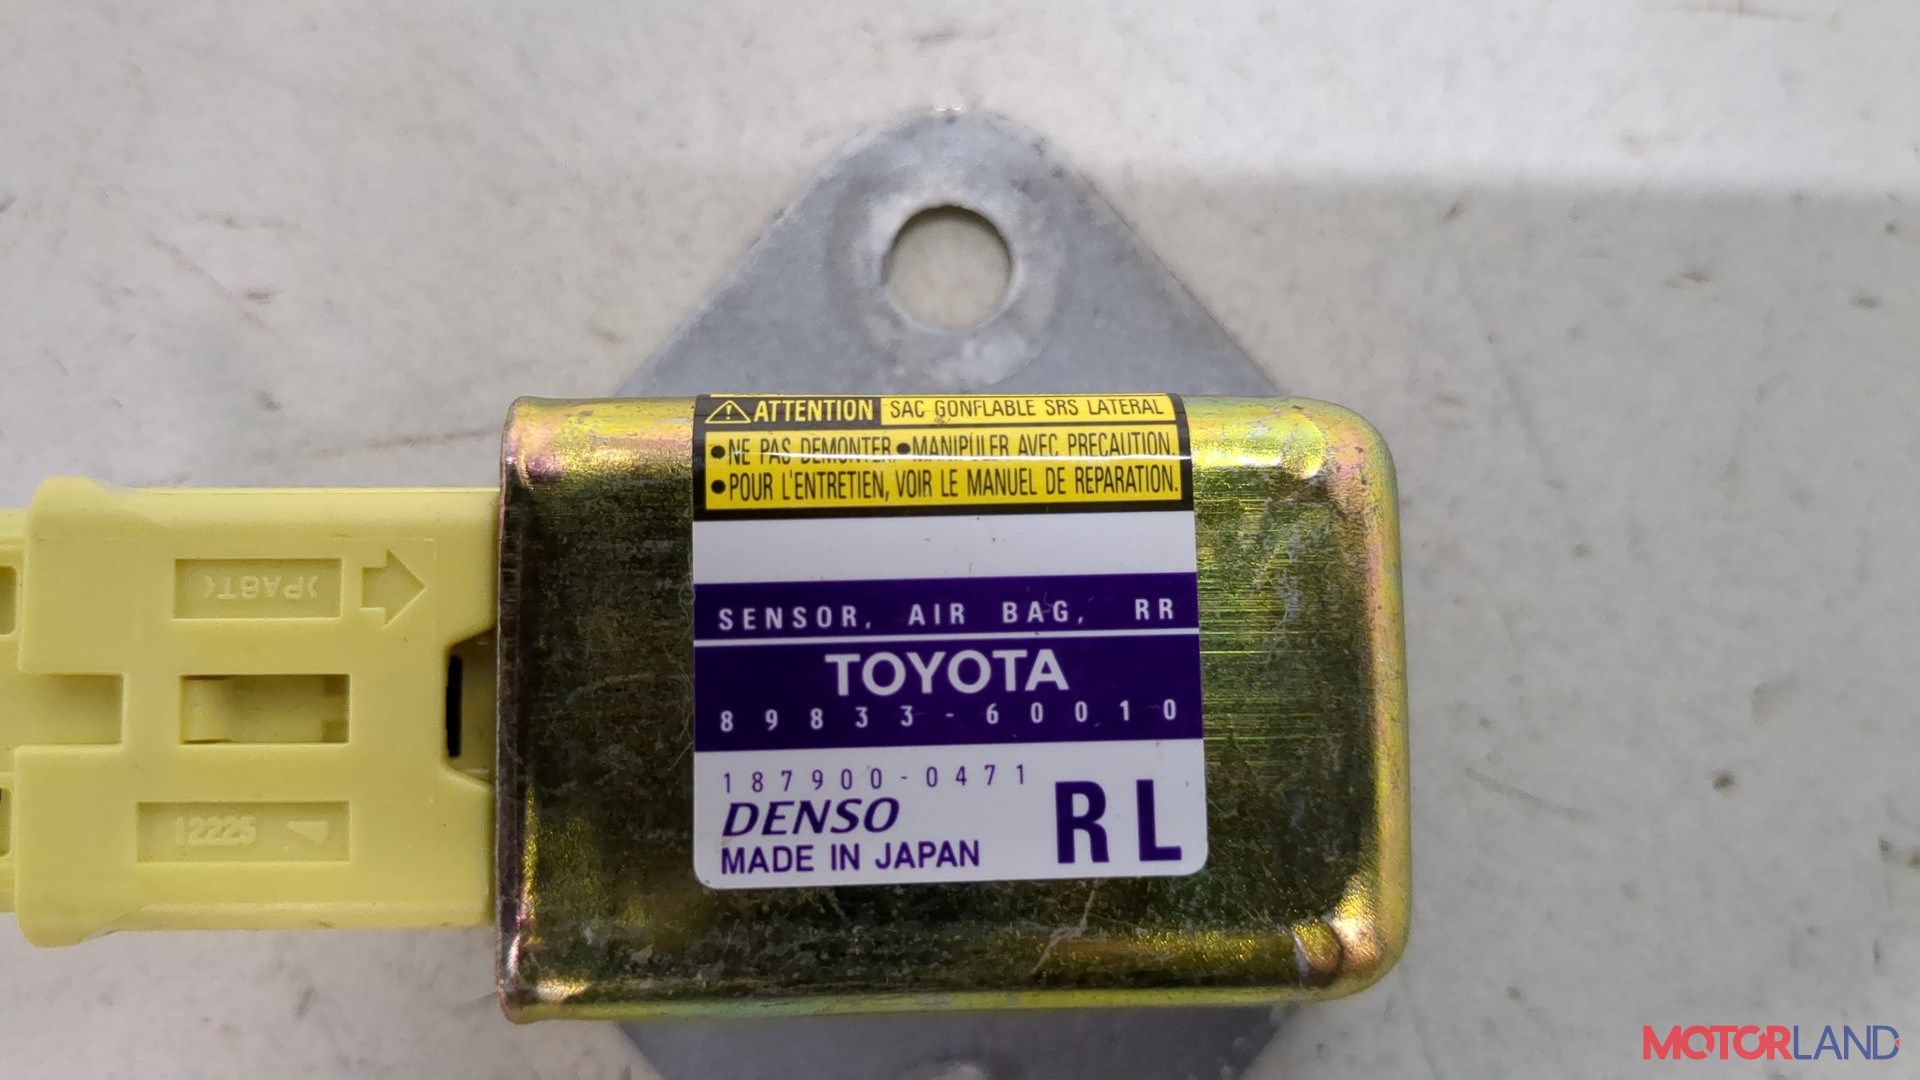 ATTENTION SAC GONFLABLE SRS LATERAL
•NE PAS DEMONTER.•MANIPULER AVEC PRECAUTION.
•POUR L'ENTRETIEN, VOIR LE MANUEL DE REPARATION.
SENSOR, AIR BAG, RR
TOYOTA
89833-60010
187900-0471
DENSO
RL
MADE IN JAPAN
>PA6T<
12225
MOTORLAND